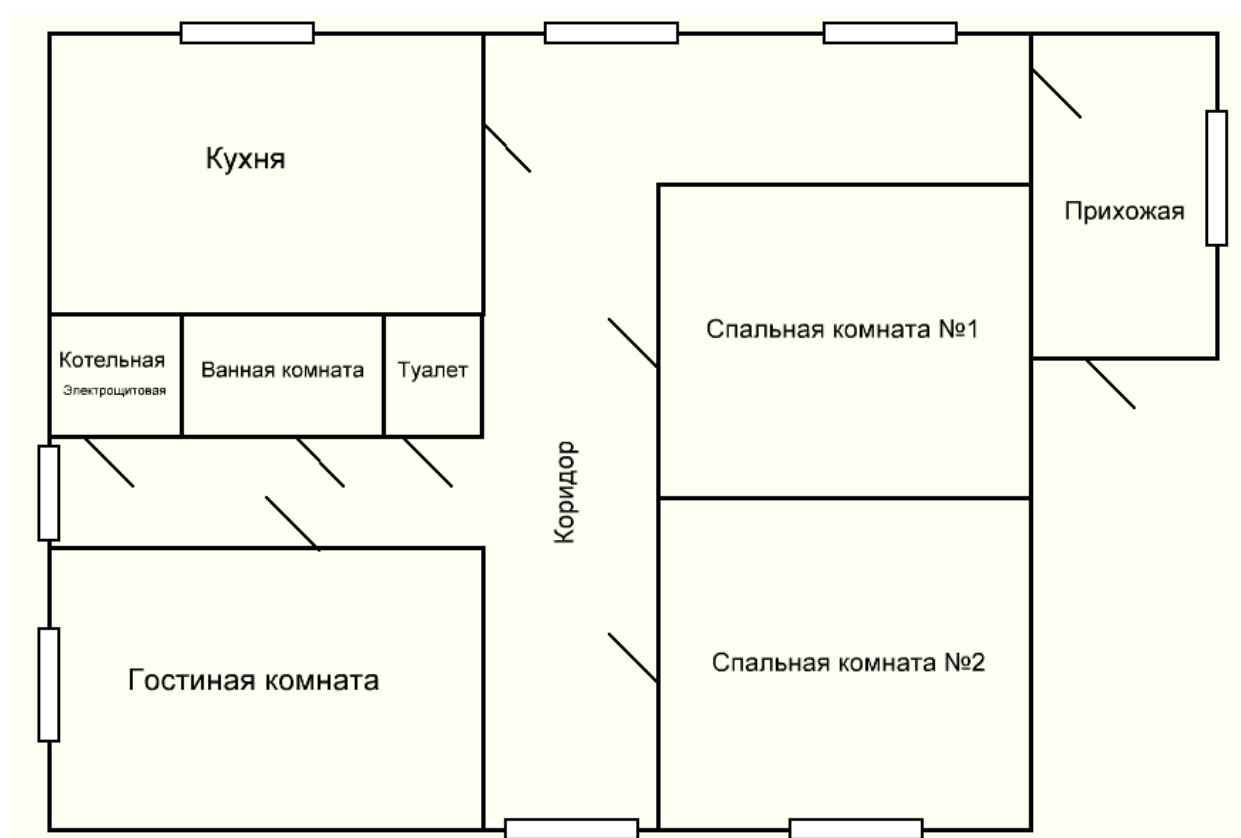 Кухня
Прихожая
Спальная комната №1
Котельная
Электрощитовая
Ванная комната
Туалет
Коридор
Спальная комната №2
Гостиная комната